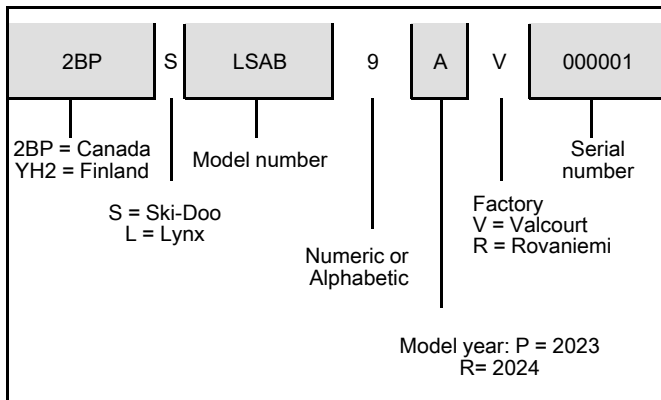 2BP S LSAB 9 A V 000001
2BP = Canada
YH2 = Finland
Model number
Serial
number
S = Ski-Doo
L = Lynx
Factory
V = Valcourt
R = Rovaniemi
Numeric or
Alphabetic
Model year: P = 2023
R= 2024